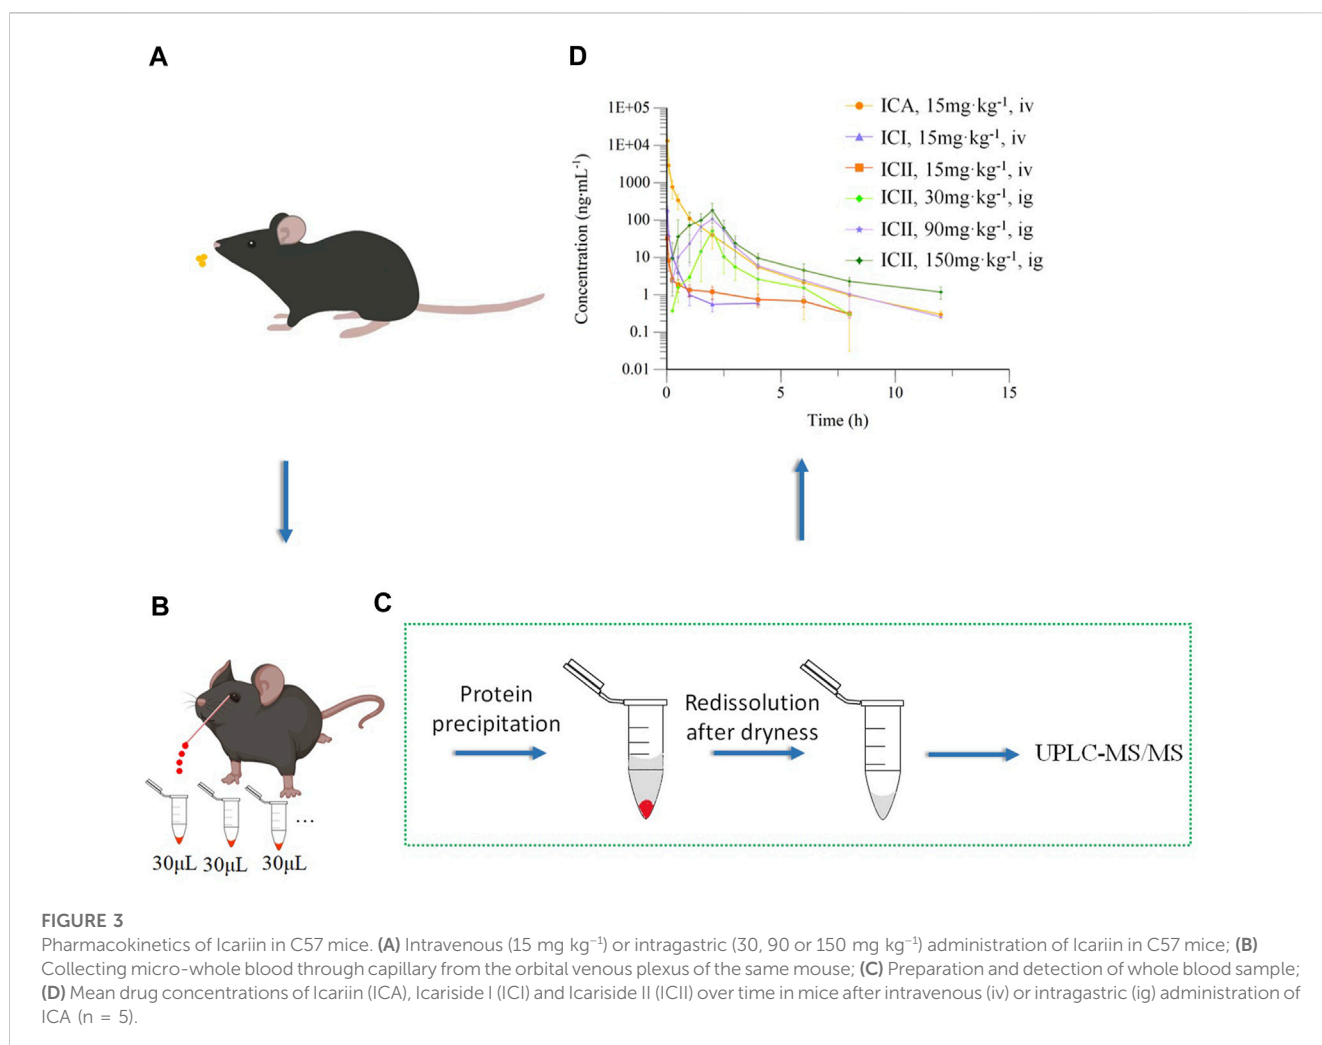 A
D
1E+05
1E+04
1000
100
10
1
0.1
0.01
Concentration (ng·mL⁻¹)
0 5 10 15
Time (h)
ICA, 15mg·kg⁻¹, iv
ICI, 15mg·kg⁻¹, iv
ICII, 15mg·kg⁻¹, iv
ICII, 30mg·kg⁻¹, ig
ICII, 90mg·kg⁻¹, ig
ICII, 150mg·kg⁻¹, ig
B
30μL 30μL 30μL
...
C
Protein
precipitation
Redissolution
after dryness
UPLC-MS/MS
FIGURE 3
Pharmacokinetics of Icariin in C57 mice. (A) Intravenous (15 mg kg⁻¹) or intragastric (30, 90 or 150 mg kg⁻¹) administration of Icariin in C57 mice; (B)
Collecting micro-whole blood through capillary from the orbital venous plexus of the same mouse; (C) Preparation and detection of whole blood sample;
(D) Mean drug concentrations of Icariin (ICA), Icariside I (ICI) and Icariside II (ICII) over time in mice after intravenous (iv) or intragastric (ig) administration of
ICA (n = 5).